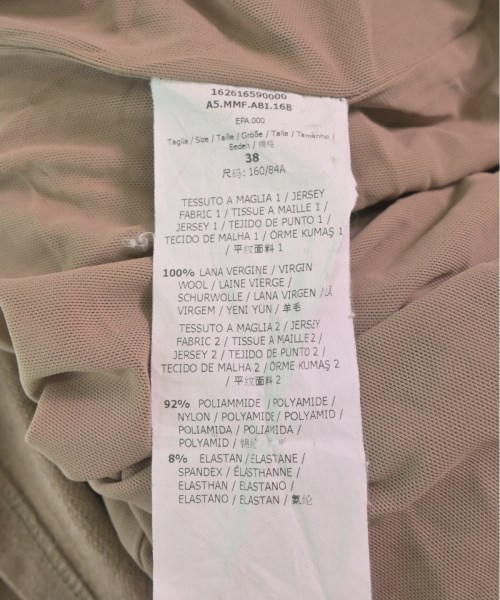 162616590000
A5.MMF.ABI.16B
EPA.000
Taglia / Size / Taille / Größe / Talla / Tamanho /
Beden / 规格
38
尺码: 160/84A
TESSUTO A MAGLIA 1 / JERSEY
FABRIC 1 / TISSUE A MAILLE 1 /
JERSEY 1 / TEJIDO DE PUNTO 1 /
TECIDO DE MALHA 1 / ÖRME KUMAŞ 1
/ 平纹面料 1
100% LANA VERGINE / VIRGIN
WOOL / LAINE VIERGE /
SCHURWOLLE / LANA VIRGEN /
VIRGEM / YENI YÜN / 羊毛
TESSUTO A MAGLIA 2 / JERSEY
FABRIC 2 / TISSUE A MAILLE 2 /
JERSEY 2 / TEJIDO DE PUNTO 2 /
TECIDO DE MALHA 2 / ÖRME KUMAŞ 2
/ 平纹面料 2
92% POLIAMMIDE / POLYAMIDE /
NYLON / POLYAMIDE / POLYAMID /
POLIAMIDA / POLIAMIDA /
POLYAMID /
8% ELASTAN / ELASTANE /
SPANDEX / ÉLASTHANNE /
ELASTHAN / ELASTANO /
ELASTANO / ELASTAN / 氨纶